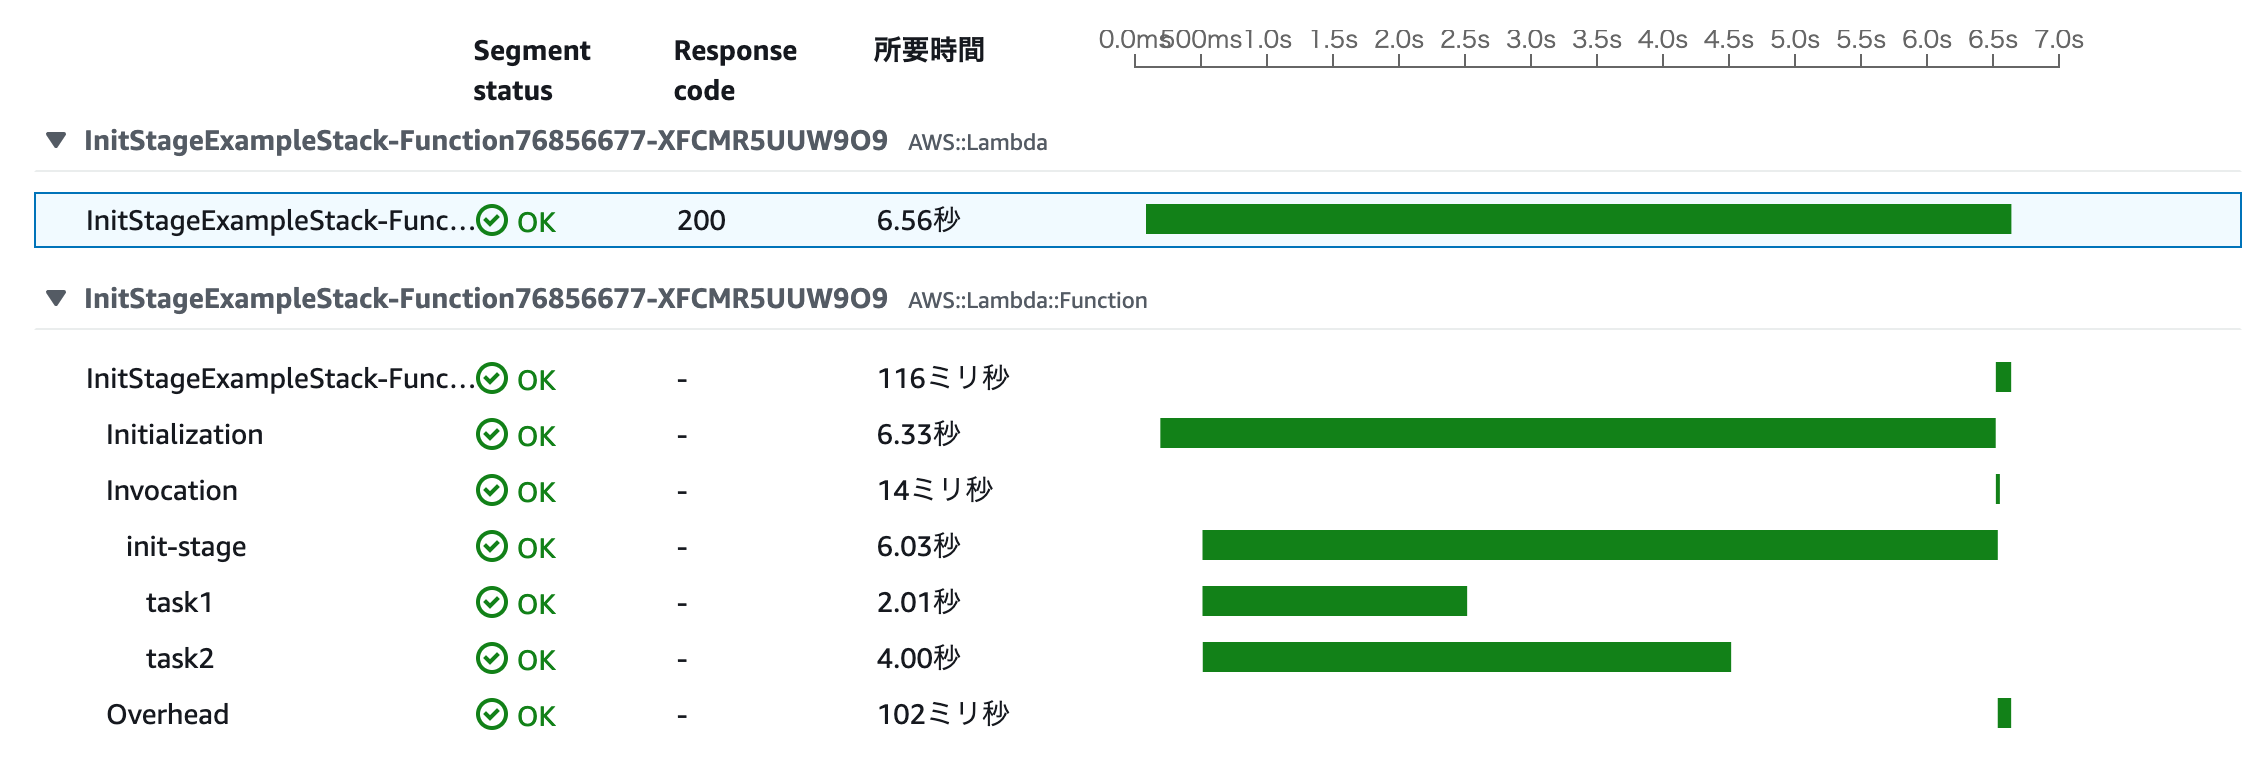 Segment status Response code 所要時間 0.0ms 500ms 1.0s 1.5s 2.0s 2.5s 3.0s 3.5s 4.0s 4.5s 5.0s 5.5s 6.0s 6.5s 7.0s
InitStageExampleStack-Function76856677-XFCMR5UUW9O9 AWS::Lambda
InitStageExampleStack-Func... OK 200 6.56秒
InitStageExampleStack-Function76856677-XFCMR5UUW9O9 AWS::Lambda::Function
InitStageExampleStack-Func... OK - 116ミリ秒
Initialization OK - 6.33秒
Invocation OK - 14ミリ秒
init-stage OK - 6.03秒
task1 OK - 2.01秒
task2 OK - 4.00秒
Overhead OK - 102ミリ秒